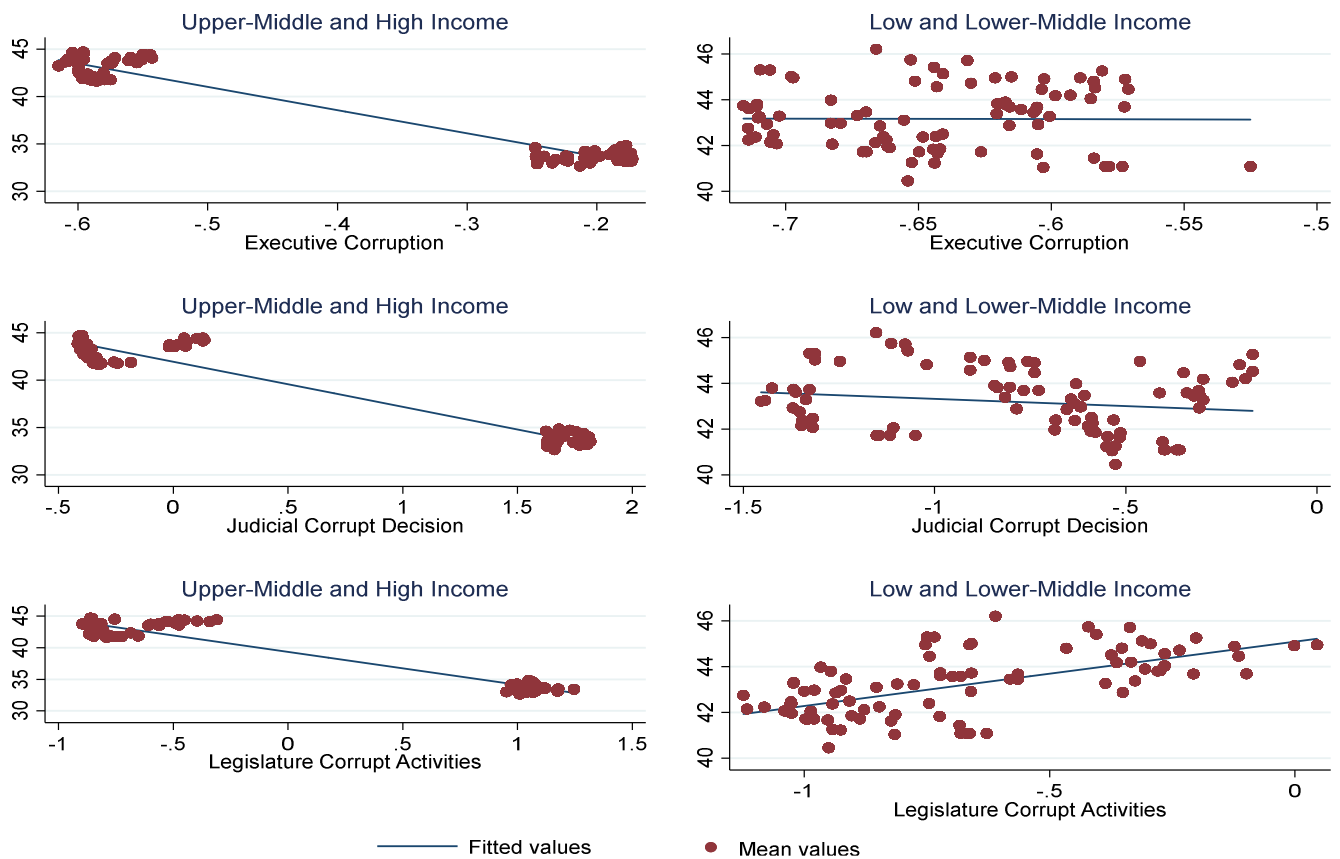 Upper-Middle and High Income
45
40
35
30
-.6 -.5 -.4 -.3 -.2
Executive Corruption
Low and Lower-Middle Income
46
44
42
40
-.7 -.65 -.6 -.55 -.5
Executive Corruption
Upper-Middle and High Income
45
40
35
30
-.5 0 .5 1 1.5 2
Judicial Corrupt Decision
Low and Lower-Middle Income
46
44
42
40
-1.5 -1 -.5 0
Judicial Corrupt Decision
Upper-Middle and High Income
45
40
35
30
-1 -.5 0 .5 1 1.5
Legislature Corrupt Activities
Low and Lower-Middle Income
46
44
42
40
-1 -.5 0
Legislature Corrupt Activities
Fitted values Mean values